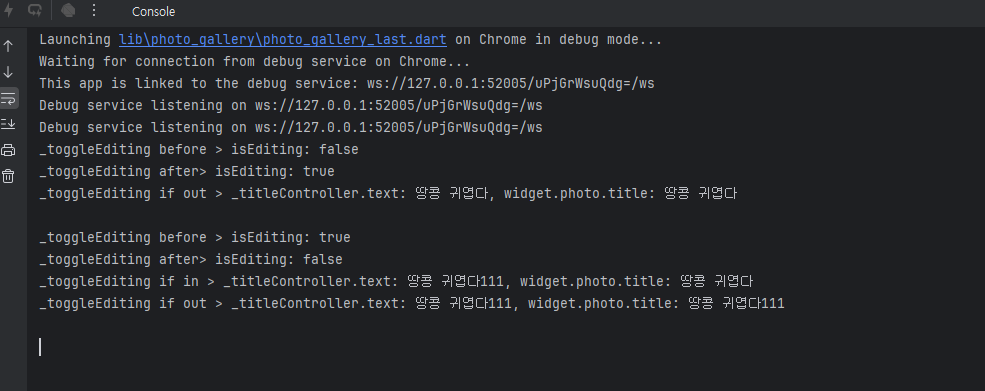 Console
Launching lib\photo_gallery\photo_gallery_last.dart on Chrome in debug mode...
Waiting for connection from debug service on Chrome...
This app is linked to the debug service: ws://127.0.0.1:52005/uPjGrWsuQdg=/ws
Debug service listening on ws://127.0.0.1:52005/uPjGrWsuQdg=/ws
Debug service listening on ws://127.0.0.1:52005/uPjGrWsuQdg=/ws
_toggleEditing before > isEditing: false
_toggleEditing after> isEditing: true
_toggleEditing if out > _titleController.text: 땅콩 귀엽다, widget.photo.title: 땅콩 귀엽다
_toggleEditing before > isEditing: true
_toggleEditing after> isEditing: false
_toggleEditing if in > _titleController.text: 땅콩 귀엽다111, widget.photo.title: 땅콩 귀엽다
_toggleEditing if out > _titleController.text: 땅콩 귀엽다111, widget.photo.title: 땅콩 귀엽다111